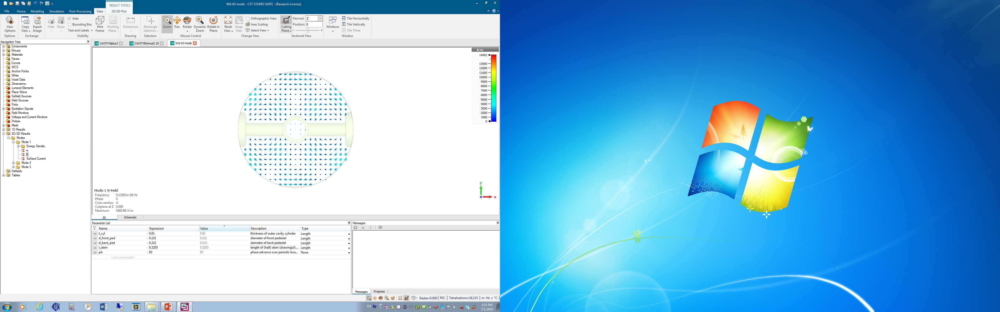 RESULT TOOLS
916-83 mode - CST STUDIO SUITE - [Research License]
File Home Modeling Simulation Post-Processing View 2D/3D Plot
View Options
Copy View
Export Image
Hide
Show
Axes
Bounding Box
Text and Labels
Wire Frame
Working Plane
Dimension
Rectangle Selection
Zoom
Pan
Rotate
Dynamic Zoom
Rotate in Plane
Reset View
Stage View
Orthographic View
Axes Scaling
Select View
Cutting Plane
Normal: Z
Position: 0
Windows
Tile Horizontally
Tile Vertically
Tile Three
Options Exchange Visibility Drawing Selection Mouse Control Change View Sectional View Window
Navigation Tree
Components
Groups
Materials
Faces
Curves
WCS
Anchor Points
Wires
Voxel Data
Dimensions
Lumped Elements
Plane Wave
Farfield Sources
Field Sources
Ports
Excitation Signals
Field Monitors
Voltage and Current Monitors
Probes
Mesh
1D Results
2D/3D Results
Modes
Mode 1
Energy Density
e
h
Surface Current
Mode 2
Mode 3
Farfields
Tables
CAVITYHplus3 CAVITYElminus0.25 916-83 mode
A/m
14902
13000
12000
11000
10000
9000
8000
7000
6000
5000
4000
3000
2000
1000
0
y
x
Mode 1 H-Field
Frequency 9.13367e+08 Hz
Phase 0
Cross section A
Cutplane at Z 0.000
Maximum 5483.66 A/m
3D Schematic
Parameter List
Name Expression Value Description Type
t_cyl = 0.01 0.01 thickness of outer cavity cylinder Length
d_front_ped = 0.221 0.221 diameter of front pedestal Length
d_back_ped = 0.222 0.222 diameter of back pedestal Length
l_stem = 0.3205 0.3205 length of (half) stem (drawings:0.... Length
pA = 83 83 phase advance over periodic bou... None
<new parameter>
Messages
Messages Progress
Raster=0.050 PEC Tetrahedrons=16,115 m Hz s °C
EN
3:25 PM
7/1/2019